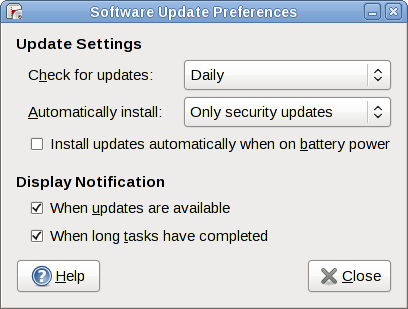 Software Update Preferences
Update Settings
Check for updates: Daily
Automatically install: Only security updates
Install updates automatically when on battery power
Display Notification
When updates are available
When long tasks have completed
Help Close